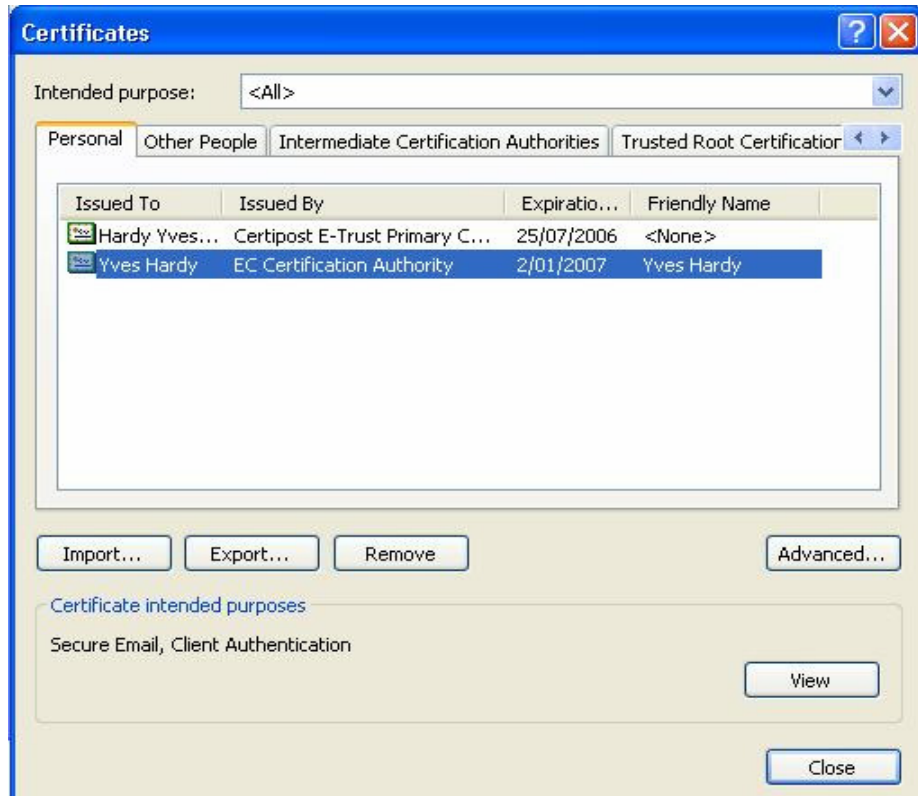 Certificates
Intended purpose: <All>
Personal Other People Intermediate Certification Authorities Trusted Root Certification
Issued To Issued By Expiratio... Friendly Name
Hardy Yves... Certipost E-Trust Primary C... 25/07/2006 <None>
Yves Hardy EC Certification Authority 2/01/2007 Yves Hardy
Import... Export... Remove Advanced...
Certificate intended purposes
Secure Email, Client Authentication
View
Close